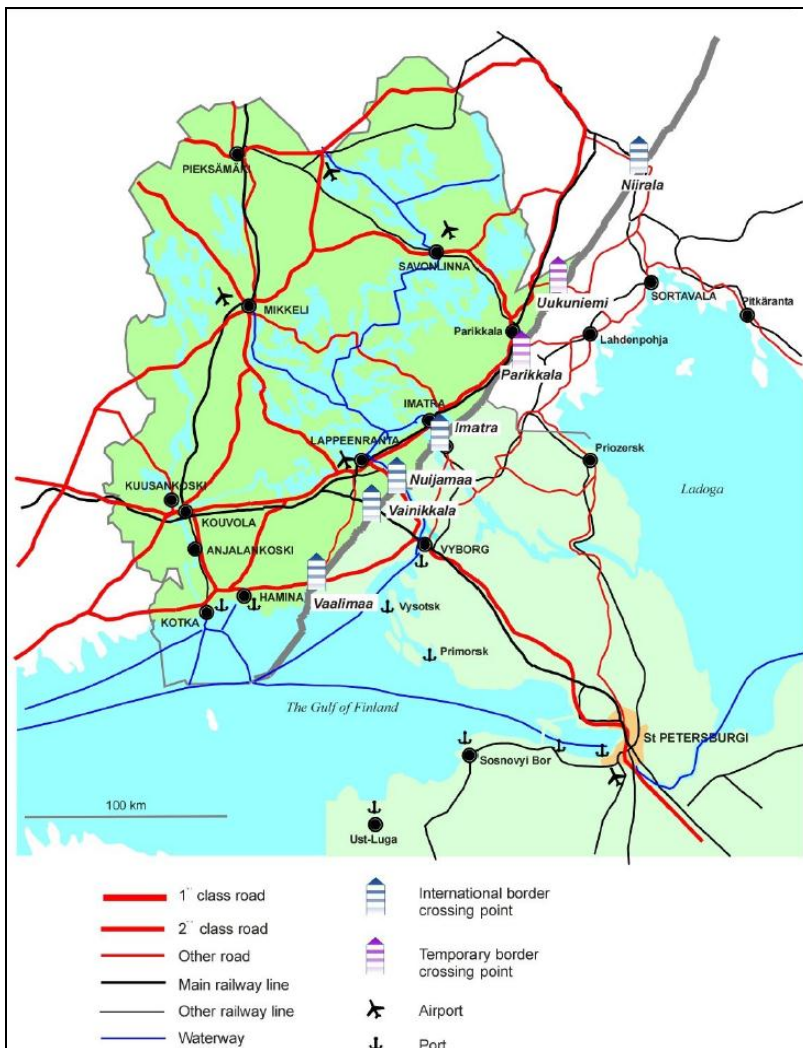 Niirala
PIEKSÄMÄKI
SAVONLINNA
Uukuniemi
SORTAVALA
Pitkäranta
MIKKELI
Parikkala
Lahdenpohja
Parikkala
IMATRA
Imatra
LAPPEENRANTA
Priozersk
Nuijamaa
Ladoga
KUUSANKOSKI
Vainikkala
KOUVOLA
ANJALANKOSKI
VYBORG
HAMINA
Vaalimaa
Vysotsk
KOTKA
Primorsk
The Gulf of Finland
St PETERSBURGI
Sosnovyi Bor
100 km
Ust-Luga
1¨ class road
2¨ class road
Other road
Main railway line
Other railway line
Waterway
International border
crossing point
Temporary border
crossing point
Airport
Port